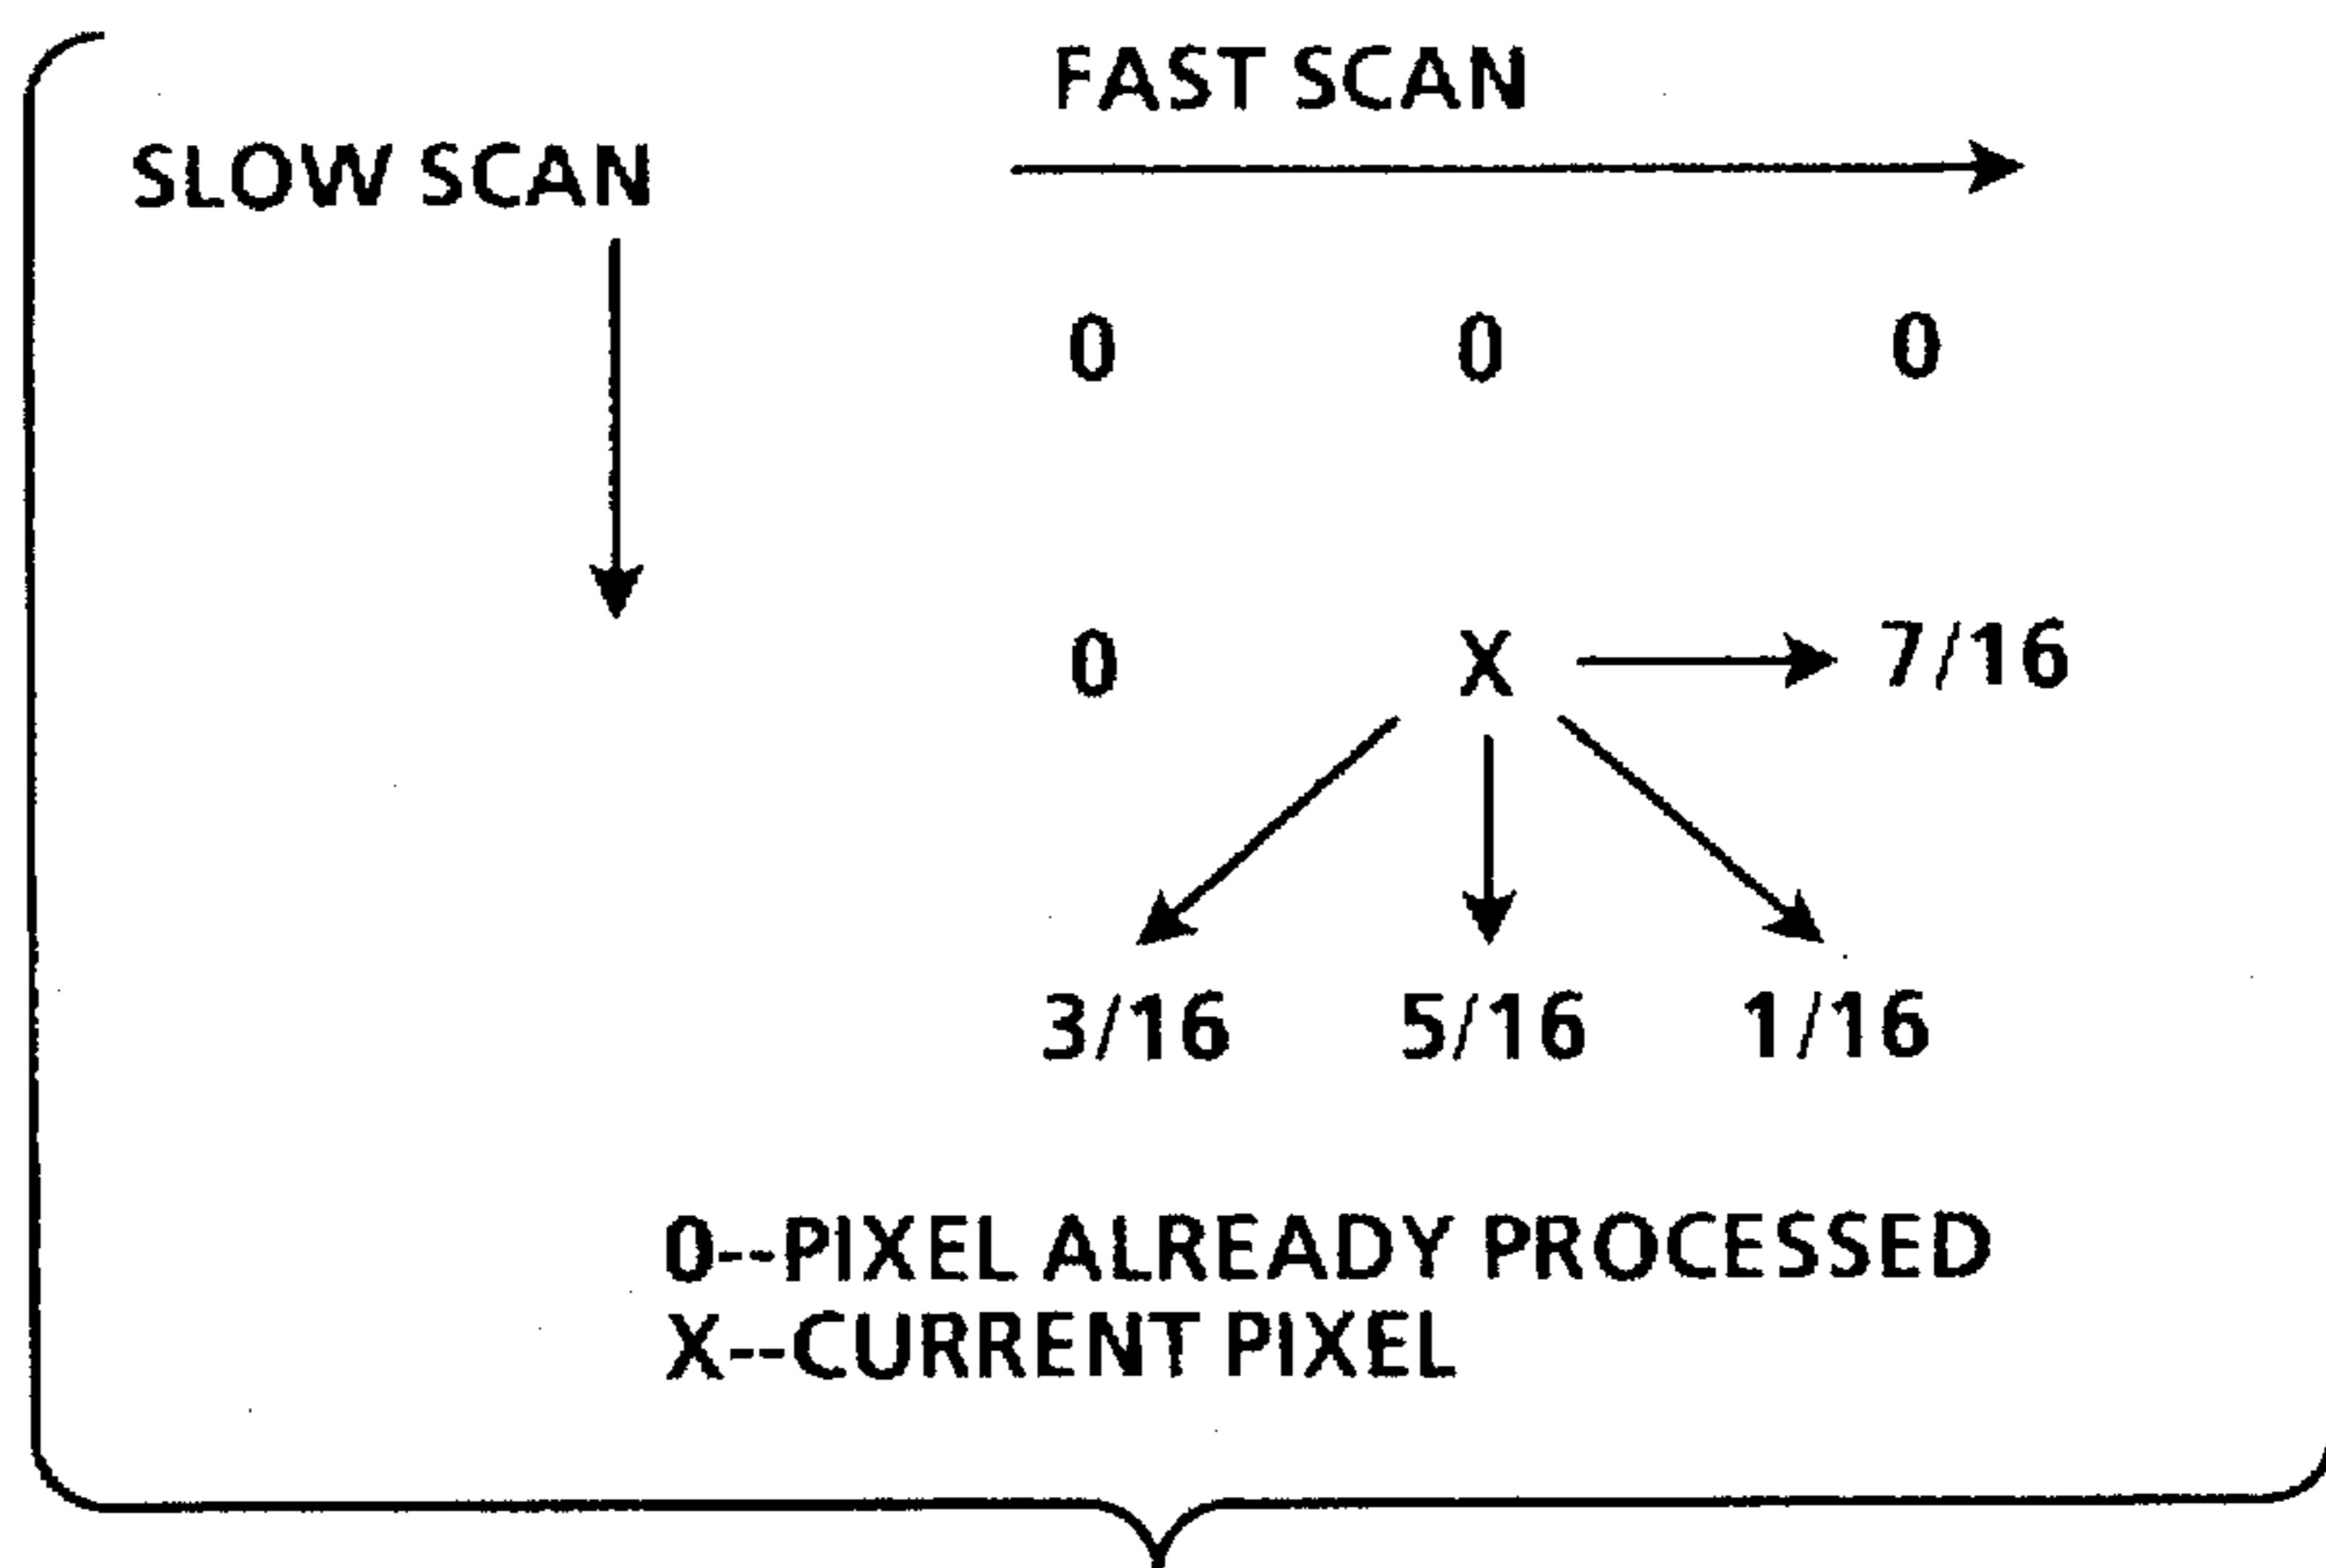 FAST SCAN
SLOW SCAN
0 0 0
0 X 7/16
3/16 5/16 1/16
0--PIXEL ALREADY PROCESSED
X--CURRENT PIXEL